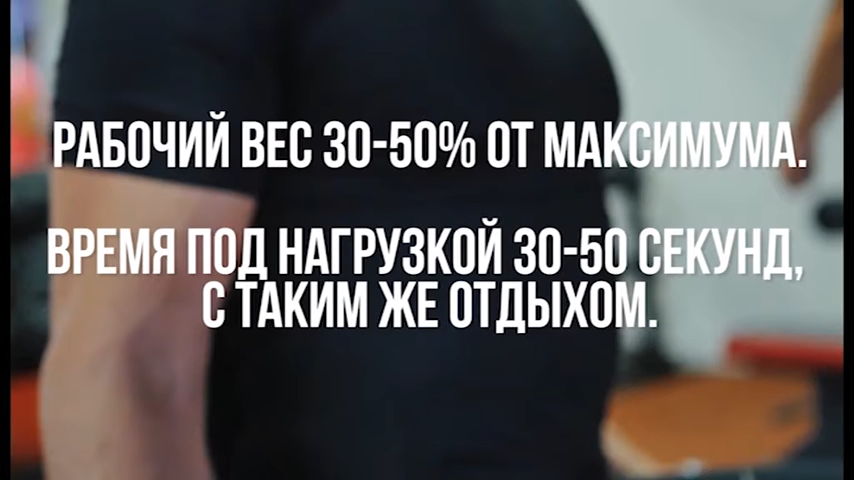 РАБОЧИЙ ВЕС 30-50% ОТ МАКСИМУМА.
ВРЕМЯ ПОД НАГРУЗКОЙ 30-50 СЕКУНД,
С ТАКИМ ЖЕ ОТДЫХОМ.